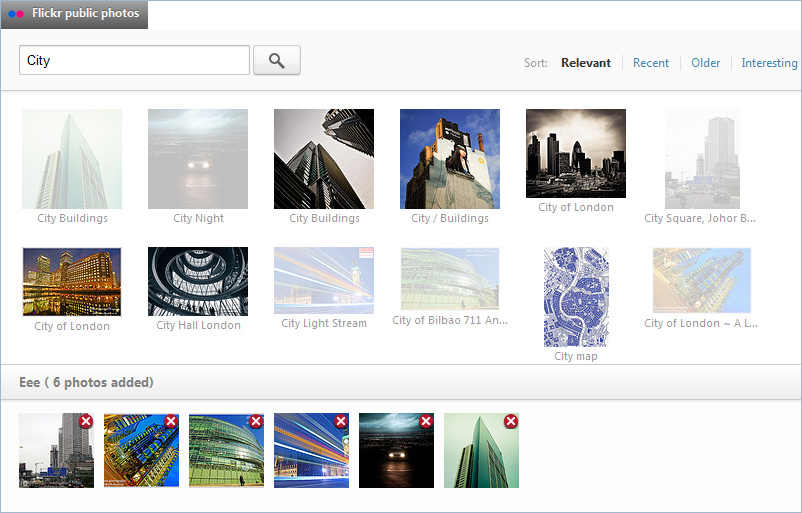 Flickr public photos
City
Sort: Relevant Recent Older Interesting
City Buildings
City Night
City Buildings
City / Buildings
City of London
City Square, Johor B...
City of London
City Hall London
City Light Stream
City of Bilbao 711 An...
City map
City of London ~ A L...
Eee ( 6 photos added)